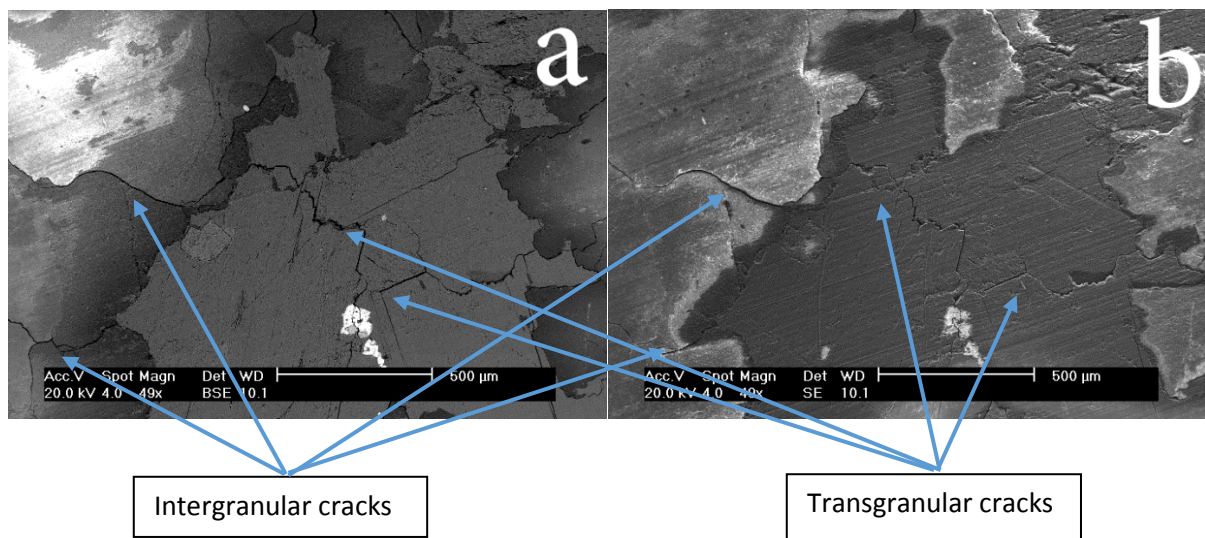 a
b
Acc.V Spot Magn Det WD 500 µm
20.0 kV 4.0 49x BSE 10.1
Acc.V Spot Magn Det WD 500 µm
20.0 kV 4.0 49x SE 10.1
Intergranular cracks
Transgranular cracks